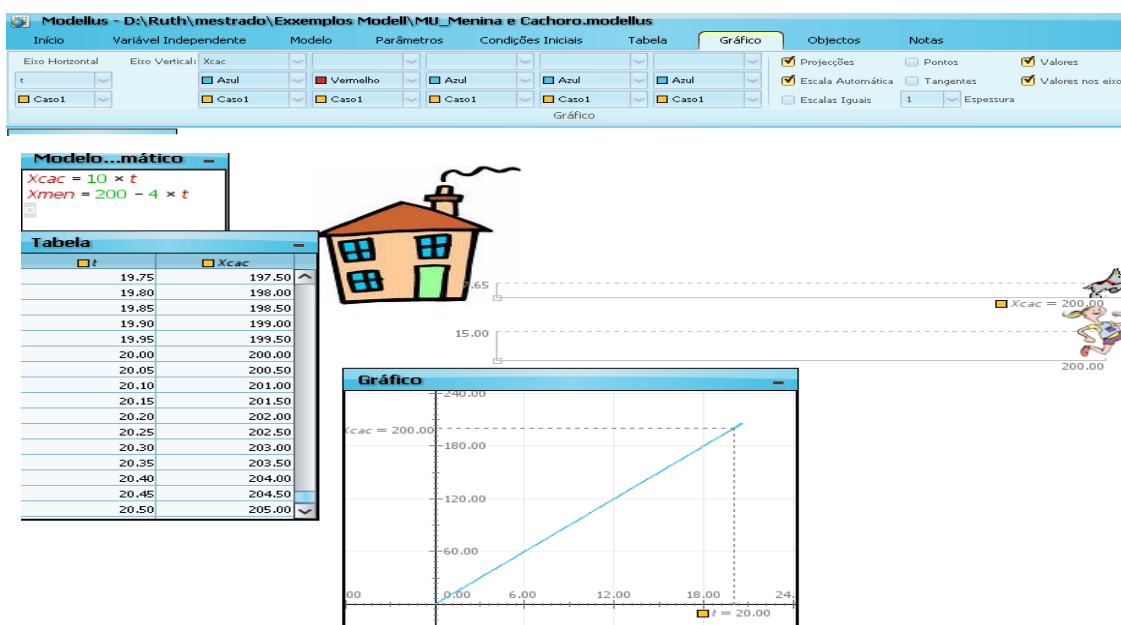 Modellus - D:\Ruth\mestrado\Exxemplos Modell\MU_Menina e Cachoro.modellus
Início Variável Independente Modelo Parâmetros Condições Iniciais Tabela Gráfico Objectos Notas
Eixo Horizontal Eixo Vertical: Xcac Projecções Pontos Valores
t Azul Vermelho Azul Azul Azul Escala Automática Tangentes Valores nos eixo
Caso1 Caso1 Caso1 Caso1 Caso1 Caso1 Escalas Iguais 1 Espessura
Gráfico
Modelo...mático
Xcac = 10 × t
Xmen = 200 - 4 × t
Tabela
t Xcac
19.75 197.50
19.80 198.00
19.85 198.50
19.90 199.00
19.95 199.50
20.00 200.00
20.05 200.50
20.10 201.00
20.15 201.50
20.20 202.00
20.25 202.50
20.30 203.00
20.35 203.50
20.40 204.00
20.45 204.50
20.50 205.00
.65
Xcac = 200.00
15.00
200.00
Gráfico
240.00
Xcac = 200.00
180.00
120.00
60.00
00 0.00 6.00 12.00 18.00 24.
t = 20.00